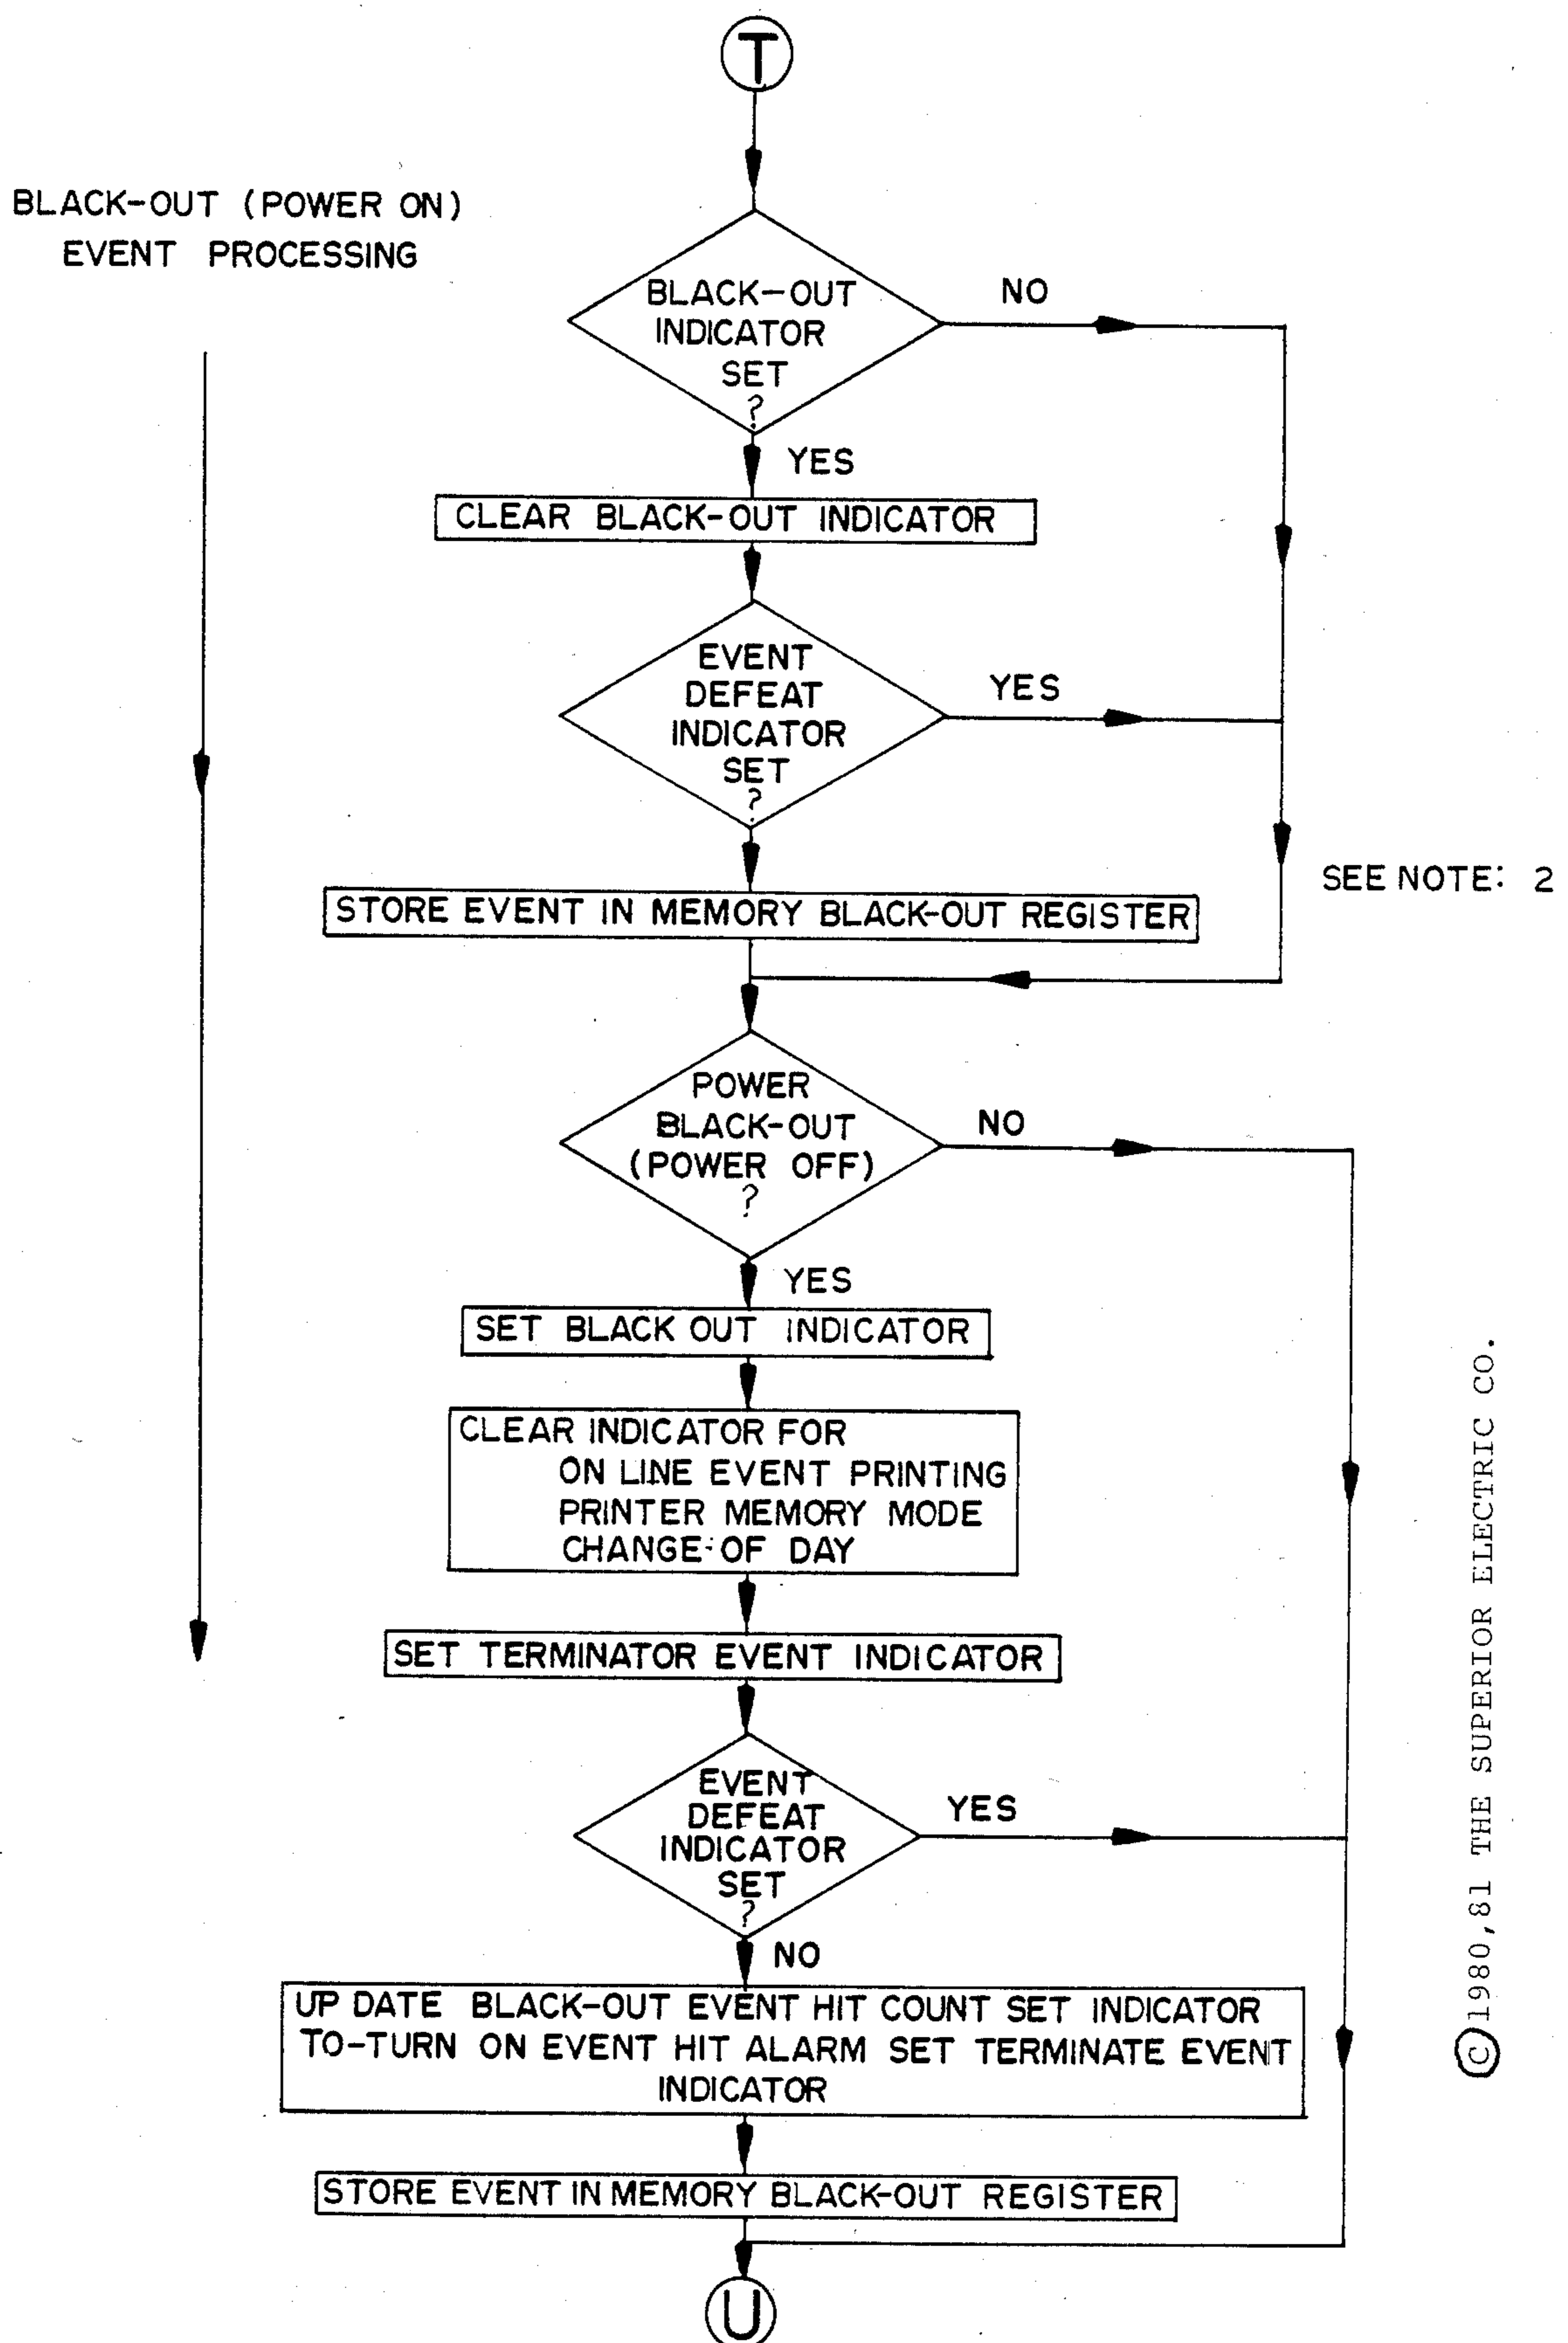 T
BLACK-OUT (POWER ON)
EVENT PROCESSING
BLACK-OUT
INDICATOR
SET
?
NO
YES
CLEAR BLACK-OUT INDICATOR
EVENT
DEFEAT
INDICATOR
SET
?
YES
SEE NOTE: 2
STORE EVENT IN MEMORY BLACK-OUT REGISTER
POWER
BLACK-OUT
(POWER OFF)
?
NO
YES
SET BLACK OUT INDICATOR
CLEAR INDICATOR FOR
ON LINE EVENT PRINTING
PRINTER MEMORY MODE
CHANGE OF DAY
SET TERMINATOR EVENT INDICATOR
EVENT
DEFEAT
INDICATOR
SET
?
YES
NO
UP DATE BLACK-OUT EVENT HIT COUNT SET INDICATOR
TO-TURN ON EVENT HIT ALARM SET TERMINATE EVENT
INDICATOR
STORE EVENT IN MEMORY BLACK-OUT REGISTER
U
©1980,81 THE SUPERIOR ELECTRIC CO.